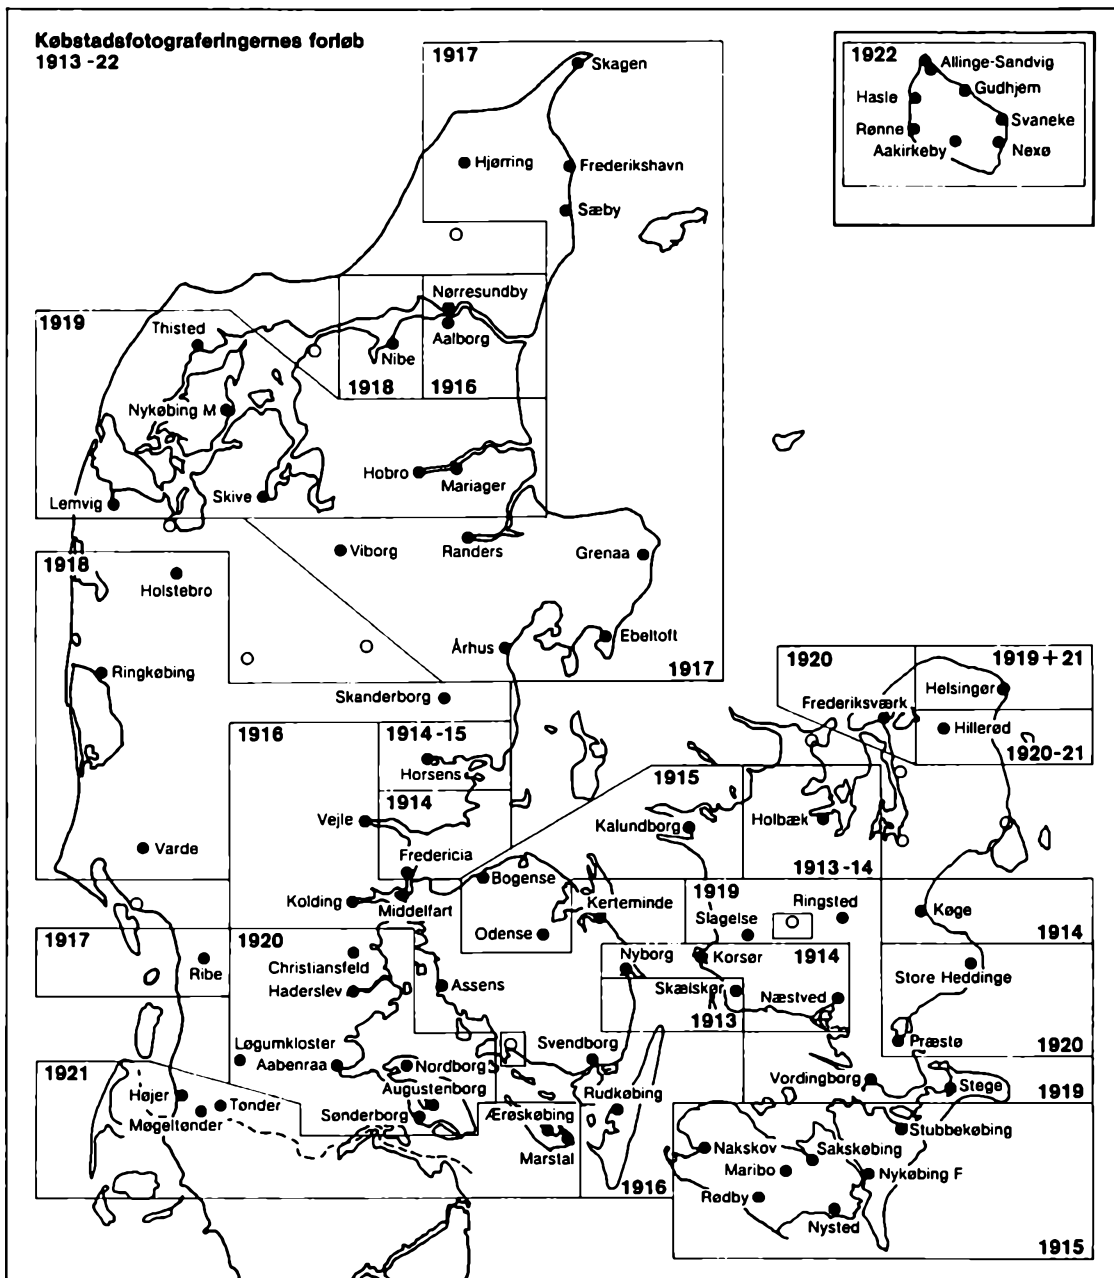 Købstadsfotograferingernes forløb
1913-22
1917
Skagen
1922
Allinge-Sandvig
Gudhjem
Hasle
Svaneke
Rønne
Aakirkeby
Nexø
Hjørring
Frederikshavn
Sæby
Nørresundby
1919
Thisted
Aalborg
Nibe
1918
1916
Nykøbing M
Hobro
Mariager
Skive
Lemvig
Viborg
Randers
Grenaa
1918
Holstebro
Århus
Ebeltoft
Ringkøbing
1917
Skanderborg
1920
1919+21
Helsingør
Frederiksværk
Hillerød
1920-21
1916
1914-15
Horsens
1914
1915
Vejle
Kalundborg
Holbæk
Varde
Fredericia
1913-14
Bogense
Kolding
Middelfart
Kerteminde
1919
Ringsted
Slagelse
Køge
1914
Odense
1917
1920
Ribe
Christiansfeld
Haderslev
Assens
Nyborg
Korsør
1914
Skælskør
Næstved
Store Heddinge
1913
Løgumkloster
Aabenraa
Nordborg
Svendborg
Præstø
1920
1921
Højer
Tønder
Møgeltønder
Augustenborg
Sønderborg
Ærøskøbing
Marstal
Rudkøbing
Vordingborg
Stege
1919
Stubbekøbing
Nakskov
Sakskøbing
Maribo
Nykøbing F
1916
Rødby
Nysted
1915